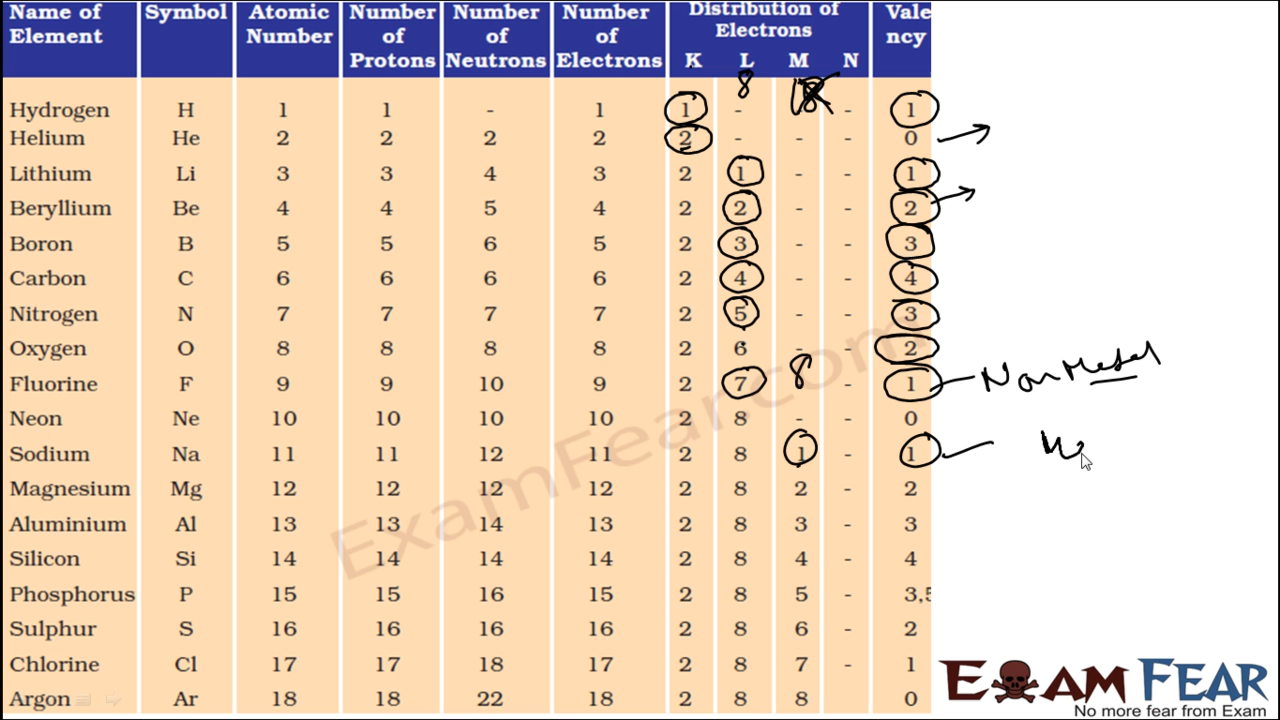 Name of Element Symbol Atomic Number Number of Protons Number of Neutrons Number of Electrons Distribution of Electrons K L M N Vale ncy
8 18
Hydrogen H 1 1 - 1 1 - - - 1
Helium He 2 2 2 2 2 - - - 0
Lithium Li 3 3 4 3 2 1 - - 1
Beryllium Be 4 4 5 4 2 2 - - 2
Boron B 5 5 6 5 2 3 - - 3
Carbon C 6 6 6 6 2 4 - - 4
Nitrogen N 7 7 7 7 2 5 - - 3
Oxygen O 8 8 8 8 2 6 - - 2
Fluorine F 9 9 10 9 2 7 8 - 1 Non Metal
Neon Ne 10 10 10 10 2 8 - - 0
Sodium Na 11 11 12 11 2 8 1 - 1
Magnesium Mg 12 12 12 12 2 8 2 - 2
Aluminium Al 13 13 14 13 2 8 3 - 3
Silicon Si 14 14 14 14 2 8 4 - 4
Phosphorus P 15 15 16 15 2 8 5 - 3,5
Sulphur S 16 16 16 16 2 8 6 - 2
Chlorine Cl 17 17 18 17 2 8 7 - 1
Argon Ar 18 18 22 18 2 8 8 0
ExamFear.com
EXAM FEAR
No more fear from Exam